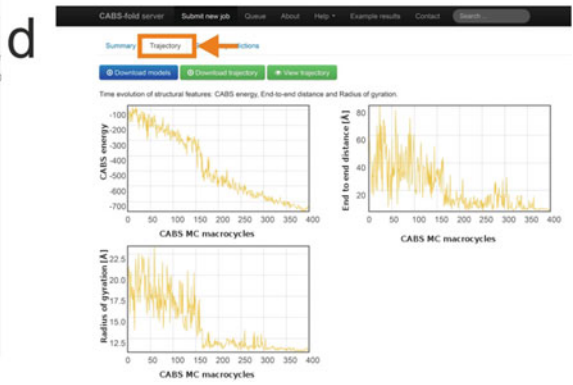 d
CABS-fold server Submit new job Queue About Help Example results Contact Search...
Summary Trajectory ictions
Download models Download trajectory View trajectory
Time evolution of structural features: CABS energy, End-to-end distance and Radius of gyration.
CABS energy
-100
-200
-300
-400
-500
-600
-700
0 50 100 150 200 250 300 350 400
CABS MC macrocycles
End to end distance [Å]
80
60
40
20
0 50 100 150 200 250 300 350 400
CABS MC macrocycles
Radius of gyration [Å]
22.5
20.0
17.5
15.0
12.5
0 50 100 150 200 250 300 350 400
CABS MC macrocycles